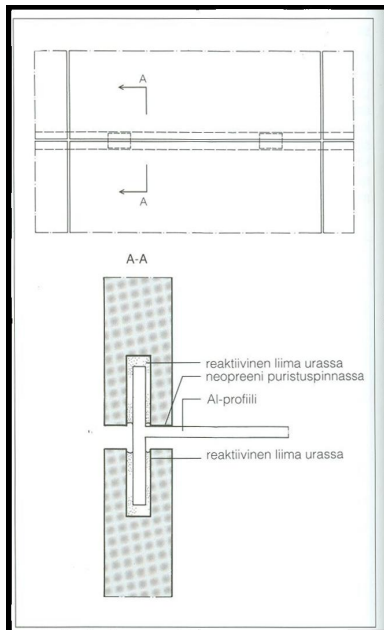 A
A
A-A
reaktiivinen liima urassa
neopreeni puristuspinnassa
Al-profiili
reaktiivinen liima urassa